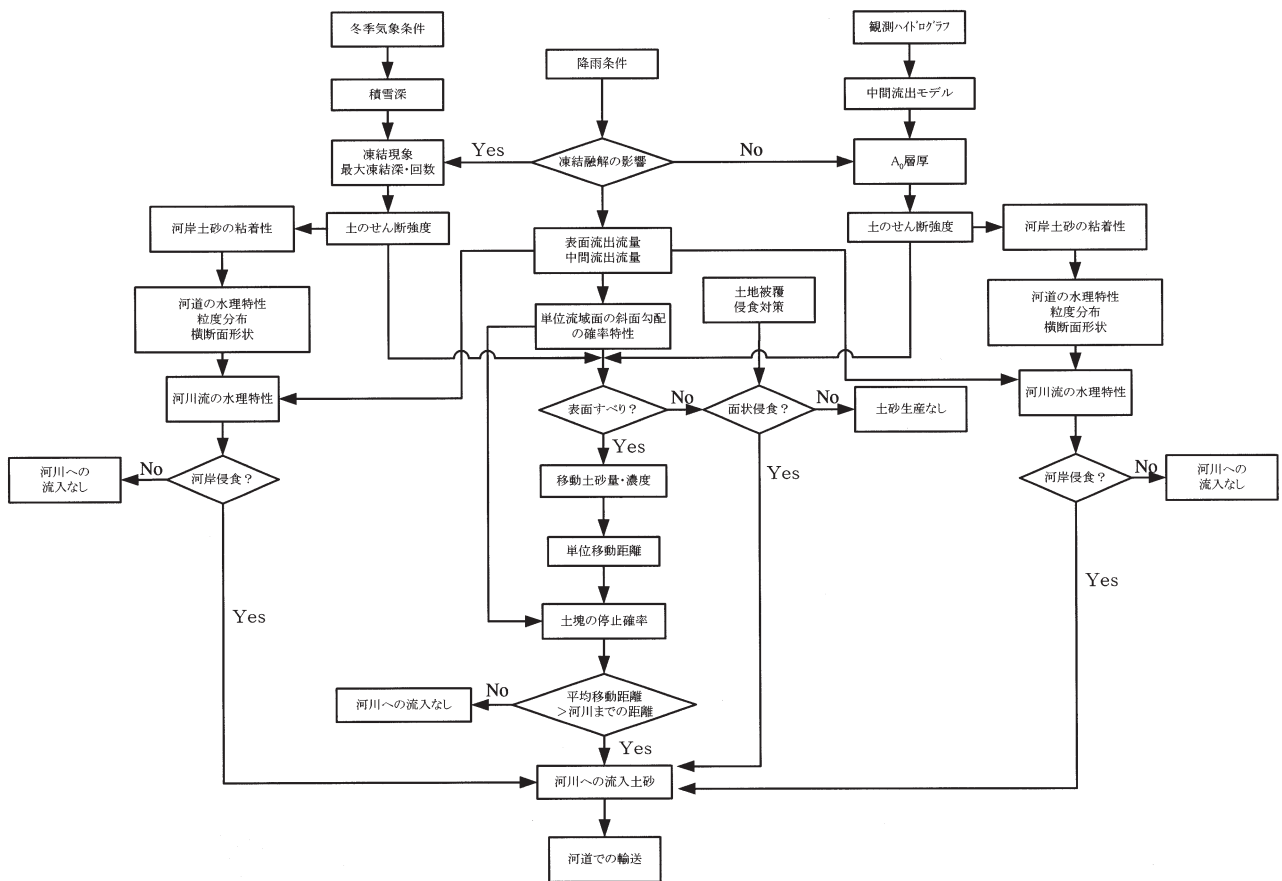 冬季気象条件
観測ハイドログラフ
降雨条件
積雪深
中間流出モデル
凍結現象
最大凍結深・回数
Yes
凍結融解の影響
No
A₀層厚
河岸土砂の粘着性
土のせん断強度
土のせん断強度
河岸土砂の粘着性
表面流出流量
中間流出流量
土地被覆
侵食対策
河道の水理特性
粒度分布
横断面形状
単位流域面の斜面勾配
の確率特性
河道の水理特性
粒度分布
横断面形状
河川流の水理特性
河川流の水理特性
表面すべり？
No
面状侵食？
No
土砂生産なし
Yes
河川への
流入なし
No
河岸侵食？
移動土砂量・濃度
Yes
河岸侵食？
No
河川への
流入なし
単位移動距離
Yes
Yes
土塊の停止確率
河川への流入なし
No
平均移動距離
＞河川までの距離
Yes
河川への流入土砂
河道での輸送